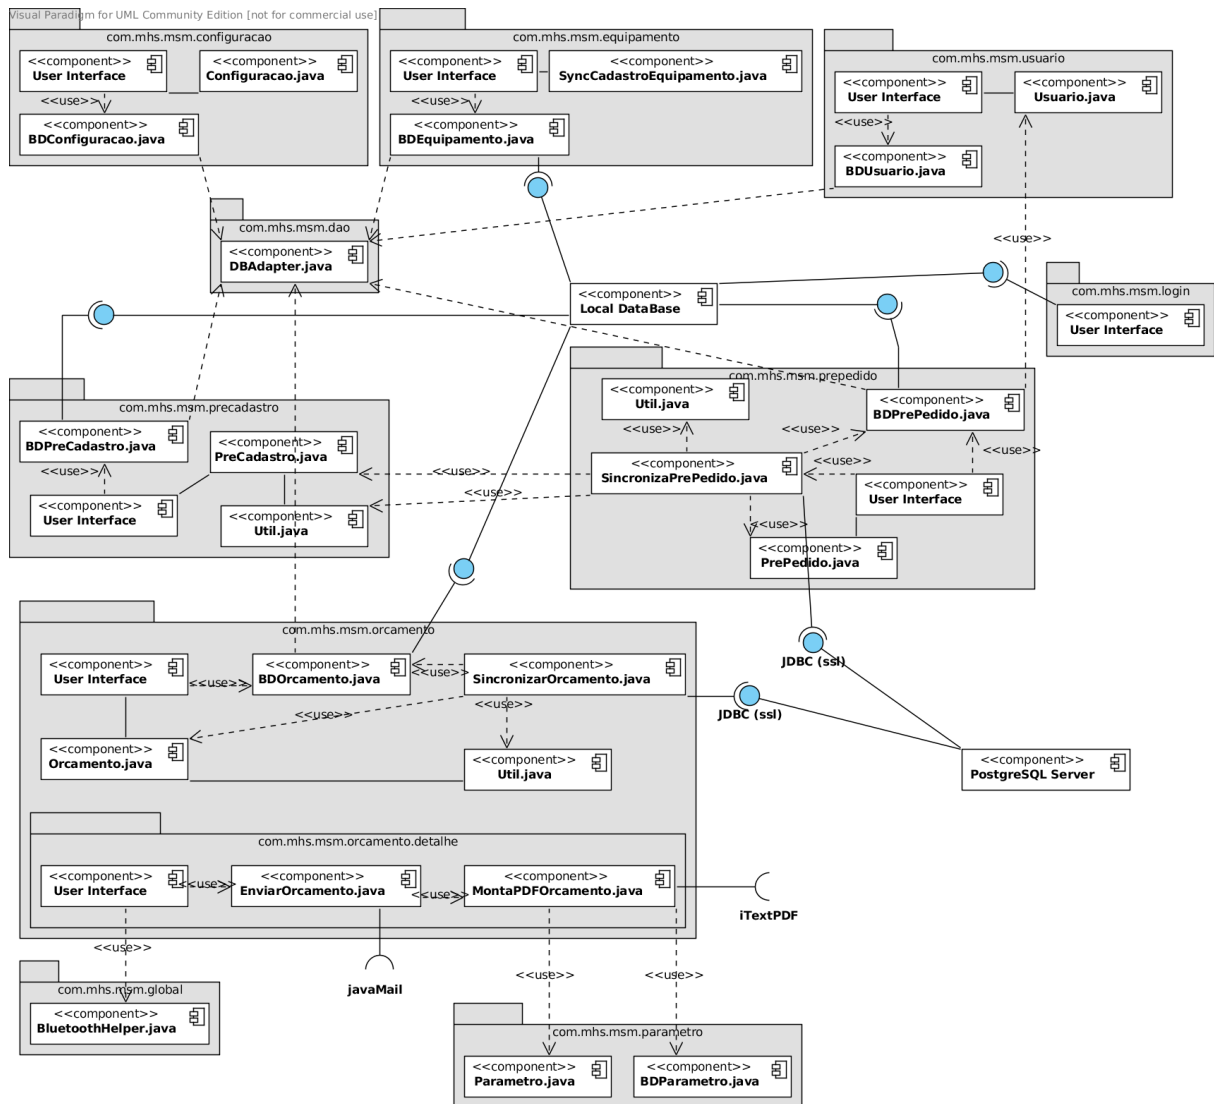 Visual Paradigm for UML Community Edition [not for commercial use]
com.mhs.msm.configuracao
<<component>>
User Interface
<<component>>
Configuracao.java
<<use>>
<<component>>
BDConfiguracao.java
com.mhs.msm.equipamento
<<component>>
User Interface
<<component>>
SyncCadastroEquipamento.java
<<use>>
<<component>>
BDEquipamento.java
com.mhs.msm.usuario
<<component>>
User Interface
<<component>>
Usuario.java
<<use>>
<<component>>
BDUsuario.java
com.mhs.msm.dao
<<component>>
DBAdapter.java
<<use>>
<<component>>
Local DataBase
com.mhs.msm.login
<<component>>
User Interface
com.mhs.msm.precadastro
<<component>>
BDPreCadastro.java
<<use>>
<<component>>
User Interface
<<component>>
PreCadastro.java
<<component>>
Util.java
<<use>>
<<use>>
com.mhs.msm.prepedido
<<component>>
Util.java
<<use>>
<<component>>
BDPrePedido.java
<<use>>
<<use>>
<<use>>
<<component>>
SincronizaPrePedido.java
<<component>>
User Interface
<<use>>
<<component>>
PrePedido.java
JDBC (ssl)
com.mhs.msm.orcamento
<<component>>
User Interface
<<use>>
<<component>>
BDOrcamento.java
<<use>>
<<component>>
SincronizarOrcamento.java
<<use>>
<<use>>
JDBC (ssl)
<<component>>
Orcamento.java
<<component>>
Util.java
<<component>>
PostgreSQL Server
com.mhs.msm.orcamento.detalhe
<<component>>
User Interface
<<use>>
<<component>>
EnviarOrcamento.java
<<use>>
<<component>>
MontaPDFOrcamento.java
iTextPDF
<<use>>
javaMail
<<use>>
<<use>>
com.mhs.msm.global
<<component>>
BluetoothHelper.java
com.mhs.msm.parametro
<<component>>
Parametro.java
<<component>>
BDParametro.java